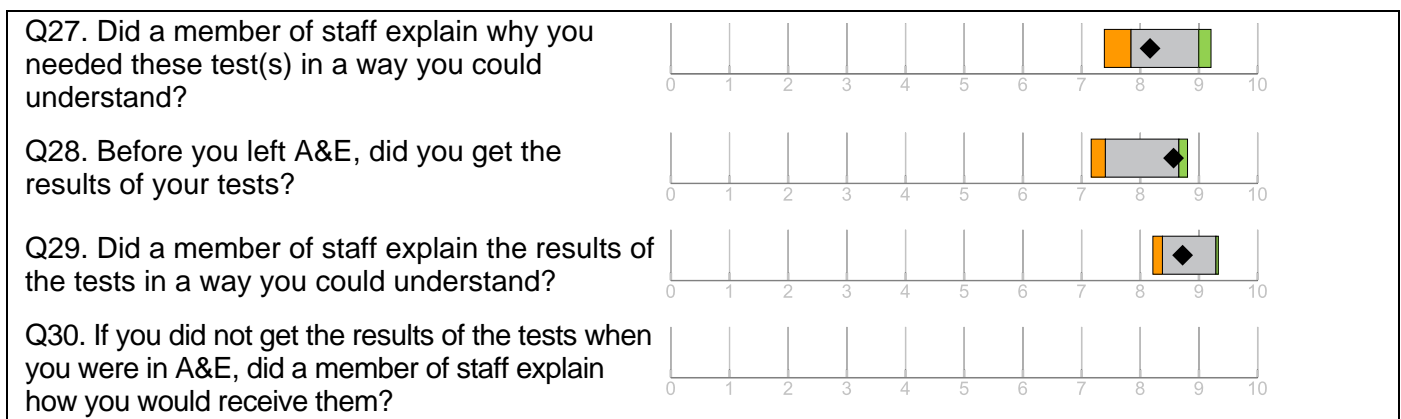 Q27. Did a member of staff explain why you
needed these test(s) in a way you could
understand?
0 1 2 3 4 5 6 7 8 9 10
Q28. Before you left A&E, did you get the
results of your tests?
0 1 2 3 4 5 6 7 8 9 10
Q29. Did a member of staff explain the results of
the tests in a way you could understand?
0 1 2 3 4 5 6 7 8 9 10
Q30. If you did not get the results of the tests when
you were in A&E, did a member of staff explain
how you would receive them?
0 1 2 3 4 5 6 7 8 9 10